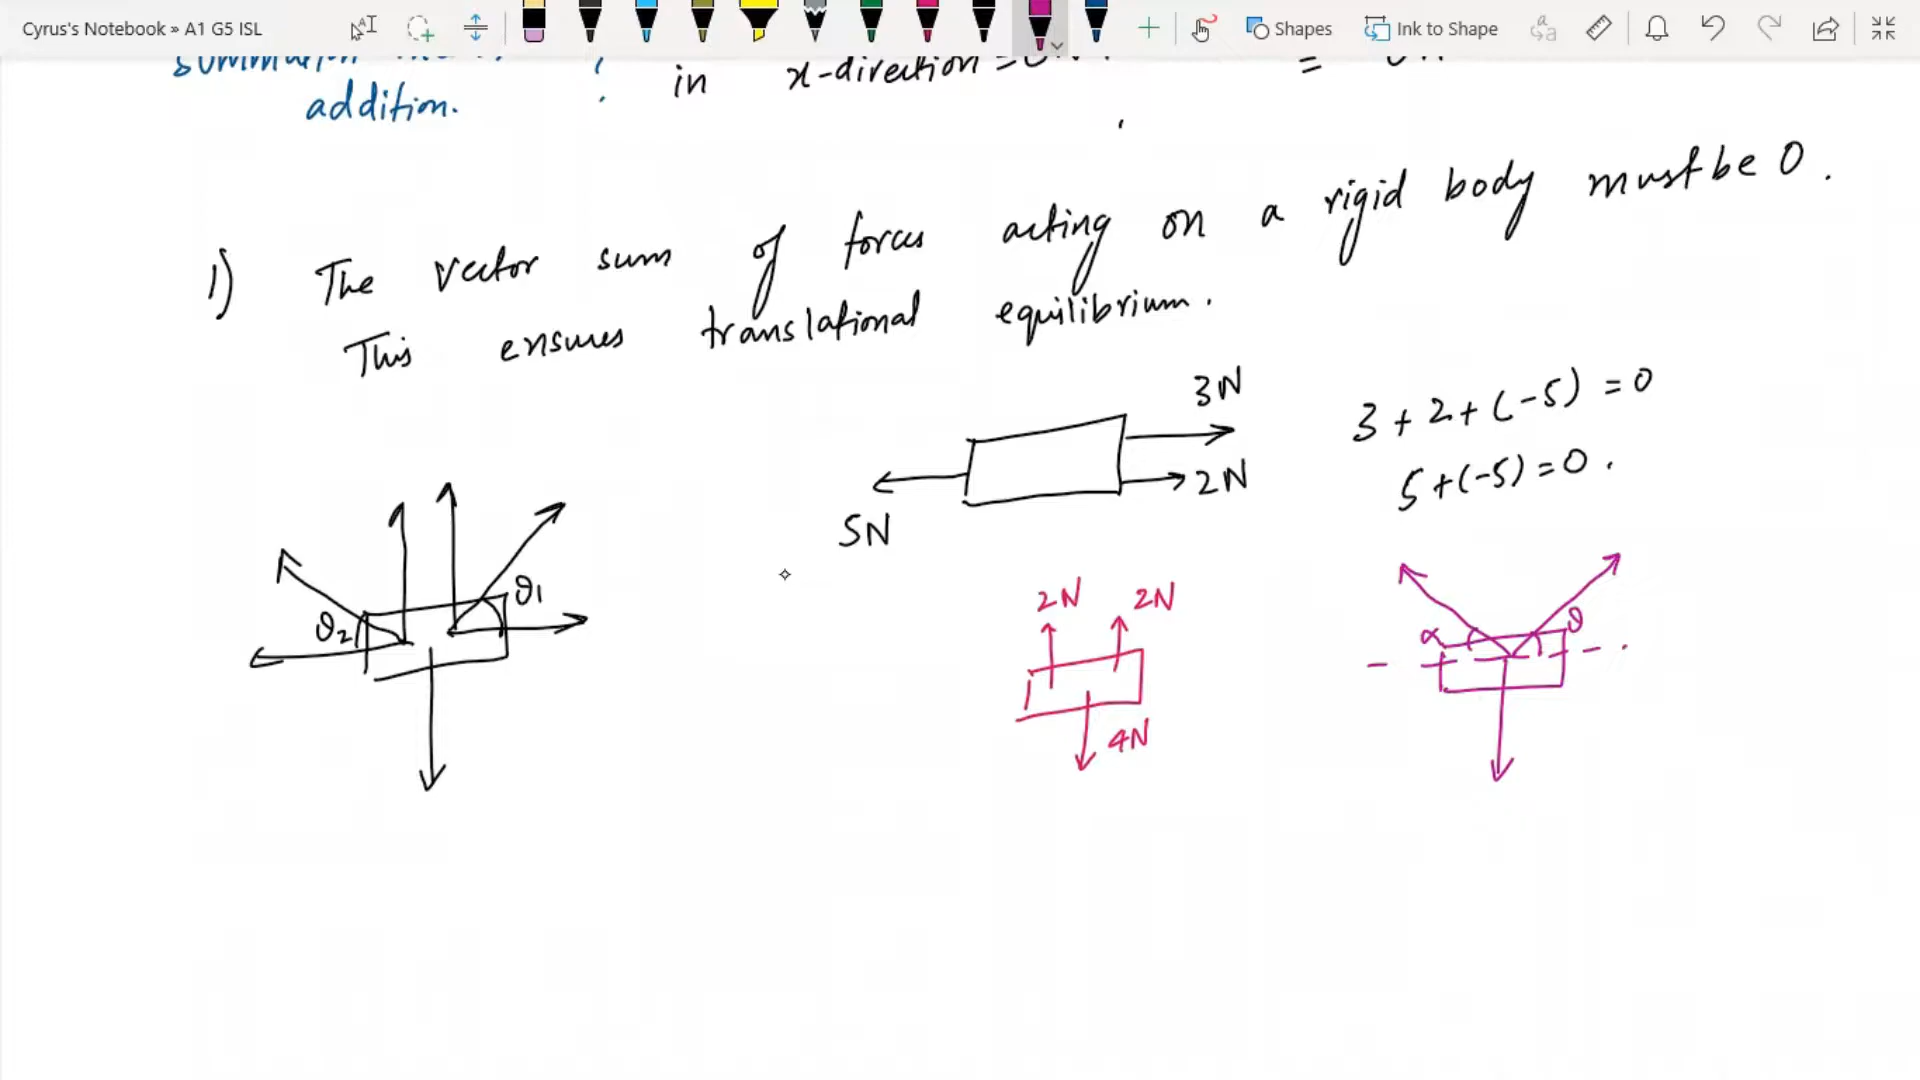 Cyrus's Notebook » A1 G5 ISL
Shapes
Ink to Shape
addition.
in x-direction =
=
1) The vector sum of forces acting on a rigid body must be 0.
This ensures translational equilibrium.
3N
2N
5N
3 + 2 + (-5) = 0
5 + (-5) = 0.
θ1
θ2
2N 2N
4N
α θ